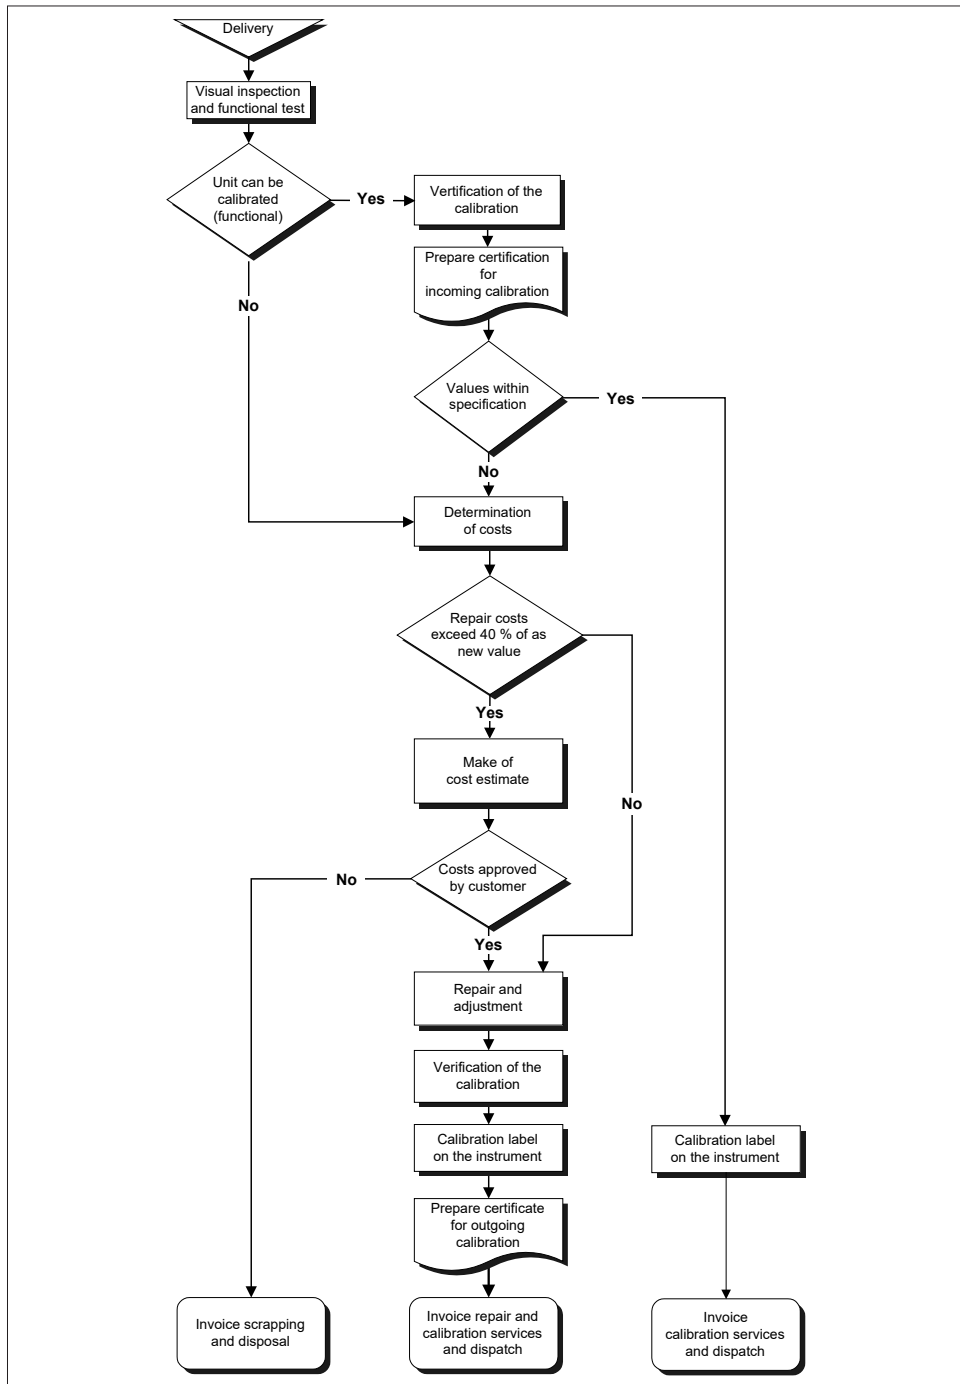 Delivery
Visual inspection
and functional test
Unit can be
calibrated
(functional)
Yes
Vertification of the
calibration
Prepare certification
for
incoming calibration
No
Values within
specification
Yes
No
Determination
of costs
Repair costs
exceed 40 % of as
new value
Yes
Make of
cost estimate
No
Costs approved
by customer
No
Yes
Repair and
adjustment
Verification of the
calibration
Calibration label
on the instrument
Calibration label
on the instrument
Prepare certificate
for outgoing
calibration
Invoice scrapping
and disposal
Invoice repair and
calibration services
and dispatch
Invoice
calibration services
and dispatch